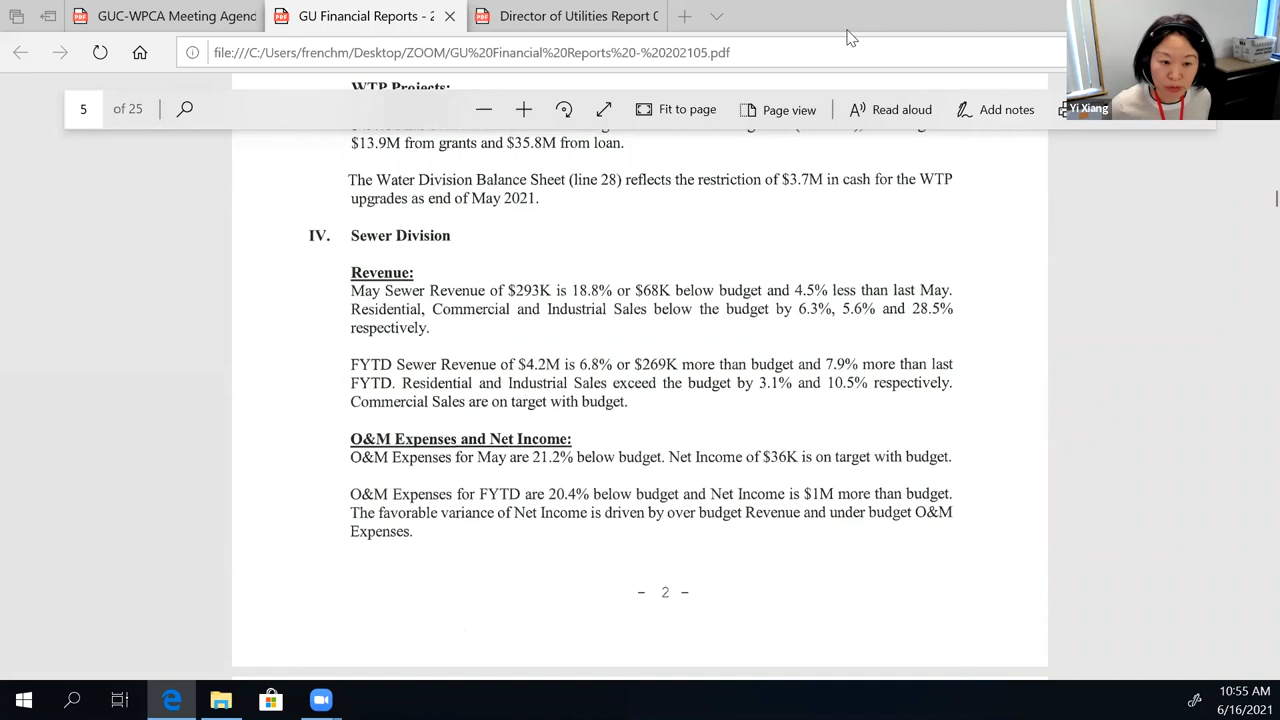 GUC-WPCA Meeting Agend
GU Financial Reports - 2
Director of Utilities Report 0
file:///C:/Users/frenchm/Desktop/ZOOM/GU%20Financial%20Reports%20-%20202105.pdf
Yi Xiang
5 of 25
Fit to page
Page view
Read aloud
Add notes
WTP Projects:
$13.9M from grants and $35.8M from loan.
The Water Division Balance Sheet (line 28) reflects the restriction of $3.7M in cash for the WTP
upgrades as end of May 2021.
IV. Sewer Division
Revenue:
May Sewer Revenue of $293K is 18.8% or $68K below budget and 4.5% less than last May.
Residential, Commercial and Industrial Sales below the budget by 6.3%, 5.6% and 28.5%
respectively.
FYTD Sewer Revenue of $4.2M is 6.8% or $269K more than budget and 7.9% more than last
FYTD. Residential and Industrial Sales exceed the budget by 3.1% and 10.5% respectively.
Commercial Sales are on target with budget.
O&M Expenses and Net Income:
O&M Expenses for May are 21.2% below budget. Net Income of $36K is on target with budget.
O&M Expenses for FYTD are 20.4% below budget and Net Income is $1M more than budget.
The favorable variance of Net Income is driven by over budget Revenue and under budget O&M
Expenses.
- 2 -
10:55 AM
6/16/2021